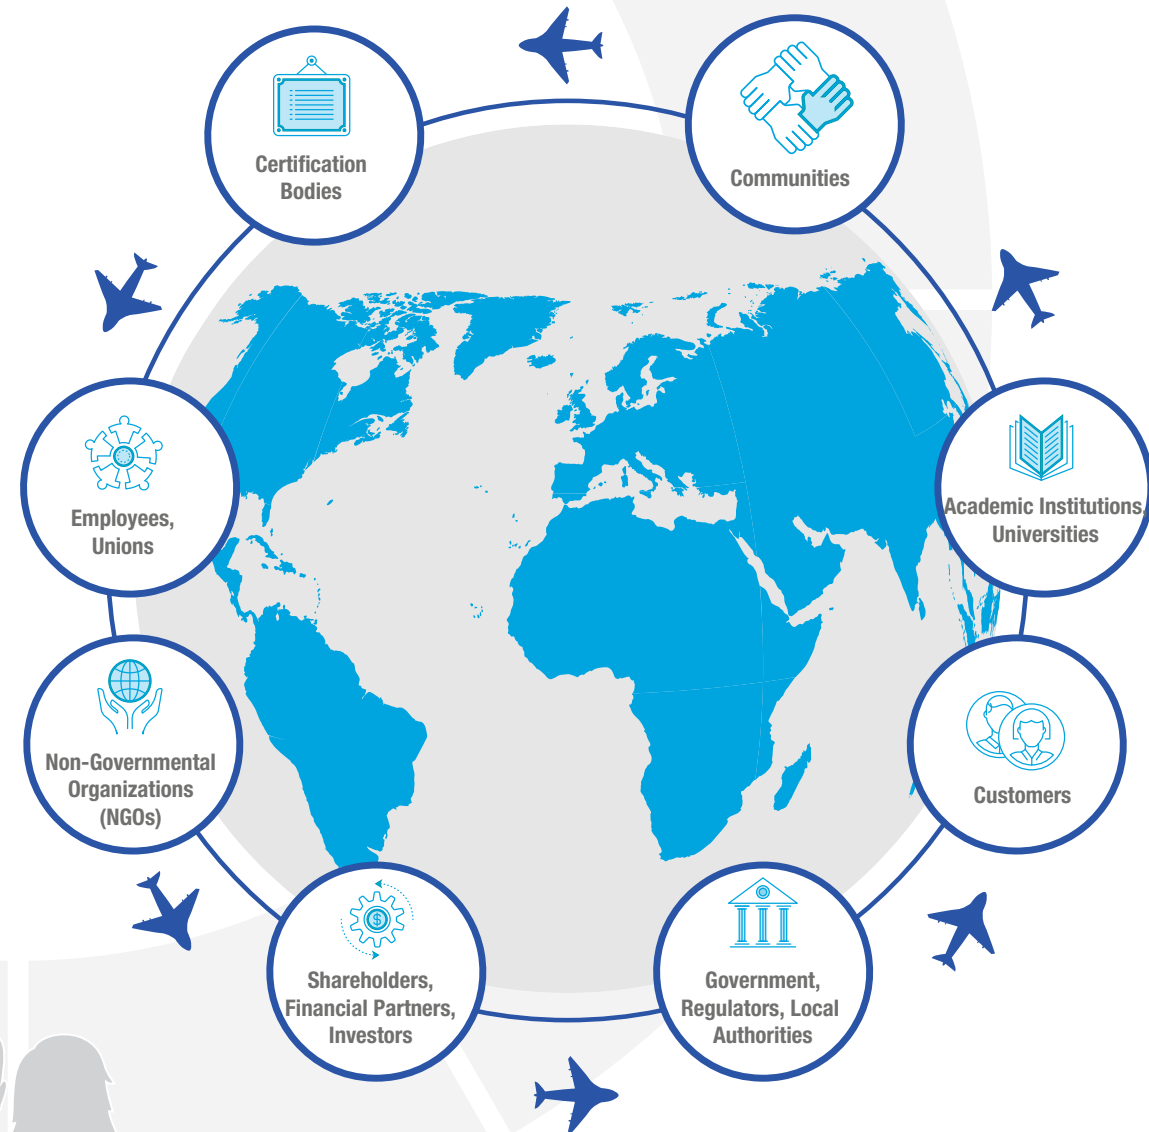 Certification
Bodies
Communities
Employees,
Unions
Academic Institutions,
Universities
Non-Governmental
Organizations
(NGOs)
Customers
$
Shareholders,
Financial Partners,
Investors
Government,
Regulators, Local
Authorities